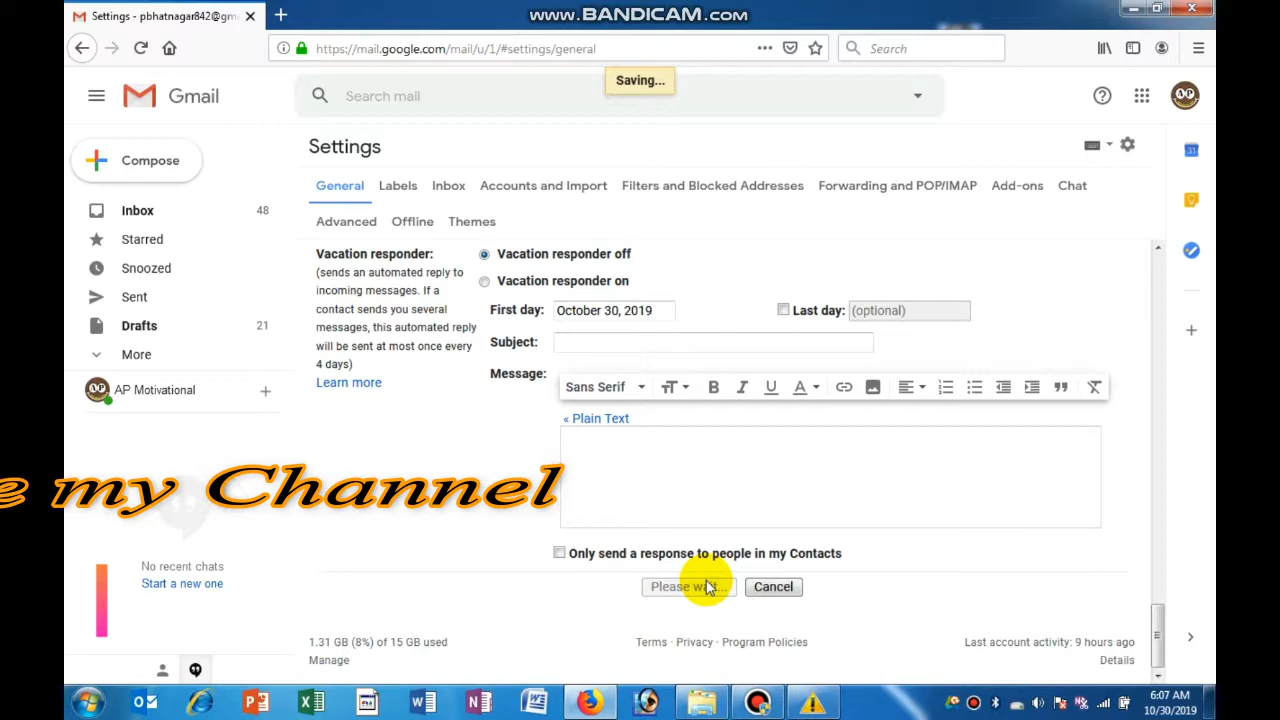 www.BANDICAM.com
Settings - pbhatnagar842@gm
https://mail.google.com/mail/u/1/#settings/general
Search
Saving...
Gmail
Search mail
Compose
Settings
General Labels Inbox Accounts and Import Filters and Blocked Addresses Forwarding and POP/IMAP Add-ons Chat
Advanced Offline Themes
Inbox 48
Starred
Snoozed
Sent
Drafts 21
More
AP Motivational
No recent chats
Start a new one
Vacation responder:
(sends an automated reply to
incoming messages. If a
contact sends you several
messages, this automated reply
will be sent at most once every
4 days)
Learn more
Vacation responder off
Vacation responder on
First day: October 30, 2019 Last day: (optional)
Subject:
Message:
Sans Serif
« Plain Text
e my Channel
Only send a response to people in my Contacts
Please wait... Cancel
1.31 GB (8%) of 15 GB used
Manage
Terms · Privacy · Program Policies
Last account activity: 9 hours ago
Details
6:07 AM
10/30/2019